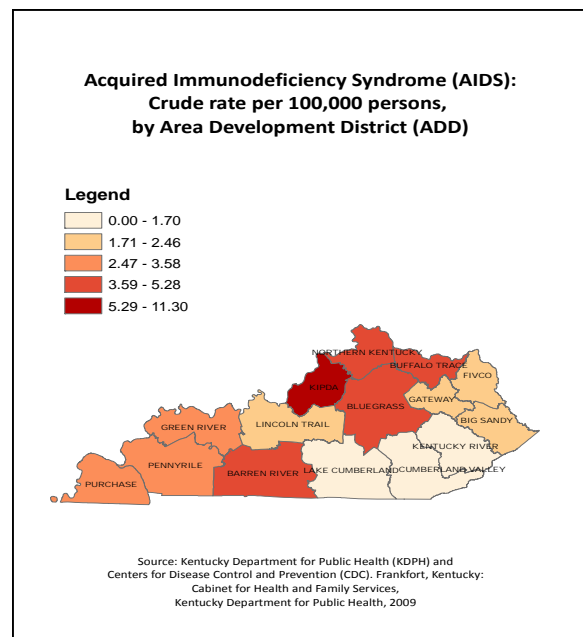 Acquired Immunodeficiency Syndrome (AIDS):
Crude rate per 100,000 persons,
by Area Development District (ADD)
Legend
0.00 - 1.70
1.71 - 2.46
2.47 - 3.58
3.59 - 5.28
5.29 - 11.30
NORTHERN KENTUCKY
BUFFALO TRACE
FIVCO
KIPDA
GATEWAY
BLUEGRASS
BIG SANDY
LINCOLN TRAIL
GREEN RIVER
KENTUCKY RIVER
PENNYRILE
BARREN RIVER
LAKE CUMBERLAND
CUMBERLAND VALLEY
PURCHASE
Source: Kentucky Department for Public Health (KDPH) and
Centers for Disease Control and Prevention (CDC). Frankfort, Kentucky:
Cabinet for Health and Family Services,
Kentucky Department for Public Health, 2009